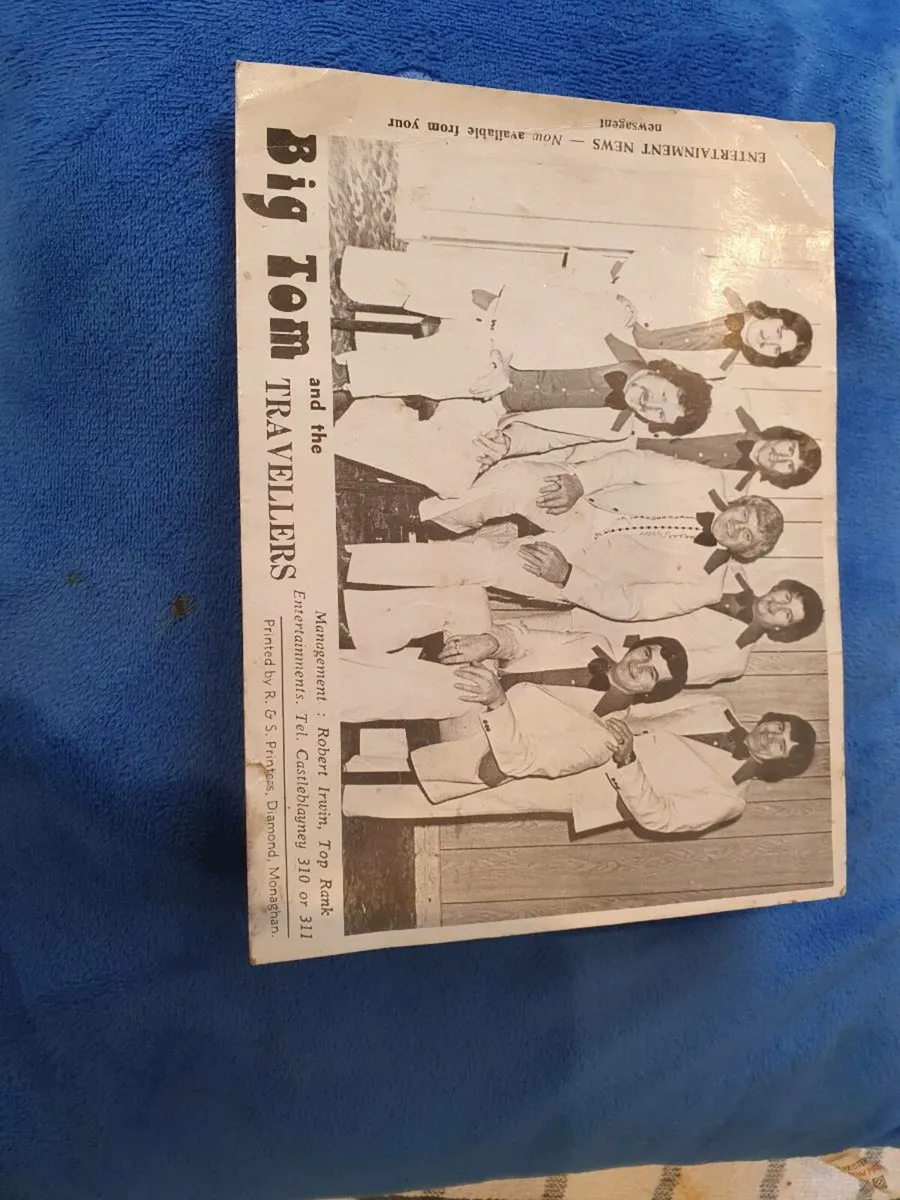 ENTERTAINMENT NEWS — Now available from your
newsagent
Big Tom and the TRAVELLERS
Management : Robert Irwin, Top Rank
Entertainments. Tel. Castleblayney 310 or 311
Printed by R. G S. Printers, Diamond, Monaghan.